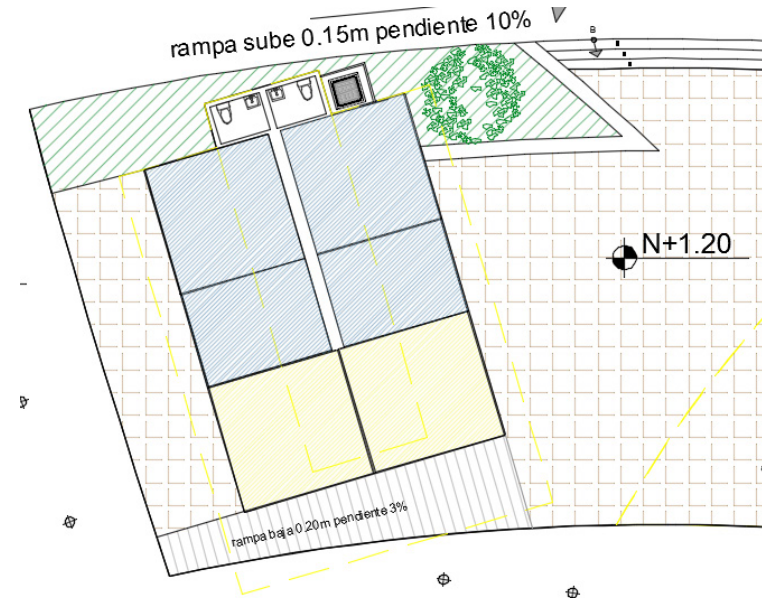 rampa sube 0.15m pendiente 10%
B
N+1.20
rampa baja 0.20m pendiente 3%